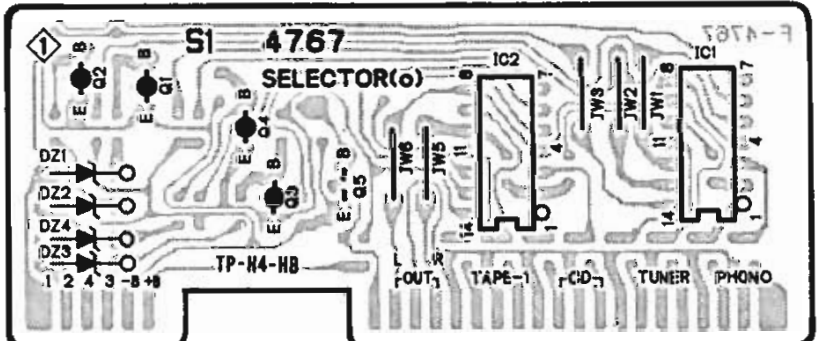 1
S1 4767
F-4767
SELECTOR(o)
B
Q2
E
B
Q1
E
B
Q4
E
B
Q3
E
B
Q5
E
IC2
8
7
11
4
14
1
IC1
8
7
11
4
14
1
JW6
JW5
JW3
JW2
JW1
DZ1
DZ2
DZ4
DZ3
1 2 4 3 -B +B
TP-H4-HB
OUT TAPE-1 CD TUNER PHONO